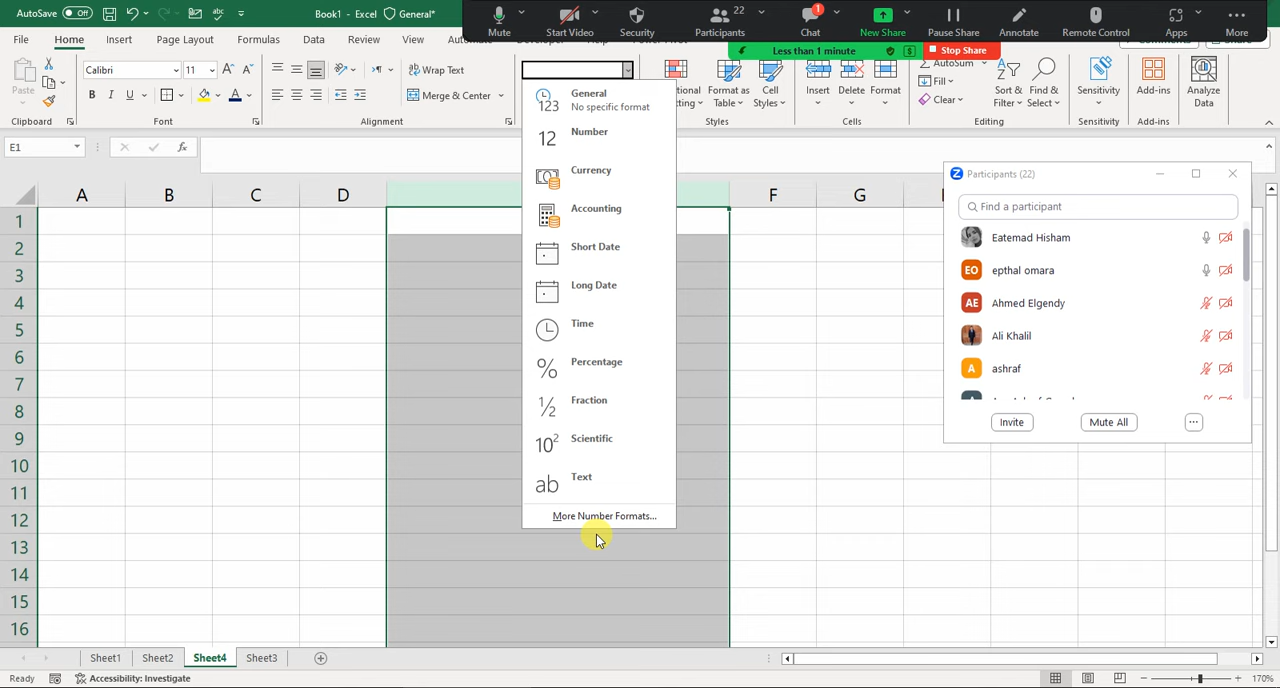 AutoSave Off
Book1 - Excel
General*
Mute
Start Video
Security
22
Participants
1
Chat
New Share
Pause Share
Annotate
Remote Control
Apps
More
Less than 1 minute
Stop Share
File
Home
Insert
Page Layout
Formulas
Data
Review
View
Paste
Calibri
11
B I U
Wrap Text
Merge & Center
Format as
Table
Cell
Styles
Insert
Delete
Format
AutoSum
Fill
Clear
Sort &
Filter
Find &
Select
Sensitivity
Add-ins
Analyze
Data
Clipboard
Font
Alignment
Styles
Cells
Editing
Sensitivity
Add-ins
General
No specific format
Number
Currency
Accounting
Short Date
Long Date
Time
Percentage
Fraction
Scientific
Text
More Number Formats...
E1
fx
A B C D F G
1
2
3
4
5
6
7
8
9
10
11
12
13
14
15
16
Participants (22)
Find a participant
Eatemad Hisham
EO epthal omara
AE Ahmed Elgendy
Ali Khalil
A ashraf
Invite
Mute All
Sheet1
Sheet2
Sheet4
Sheet3
Ready
Accessibility: Investigate
170%